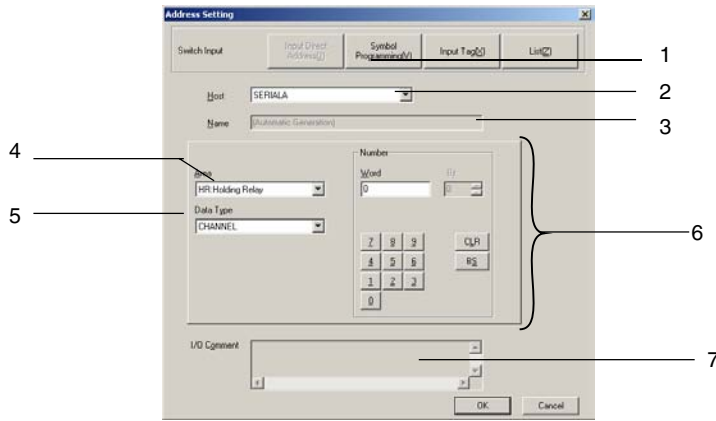 Address Setting
Switch Input
Input Direct Address(J)
Symbol Programming(V)
Input Tag(X)
List(Z)
1
Host
SERIALA
2
Name
(Automatic Generation)
3
4
Number
Area
HR:Holding Relay
Word
0
Bit
0
5
Data Type
CHANNEL
6
7 8 9 CLR
4 5 6 BS
1 2 3
0
I/O Comment
7
OK
Cancel